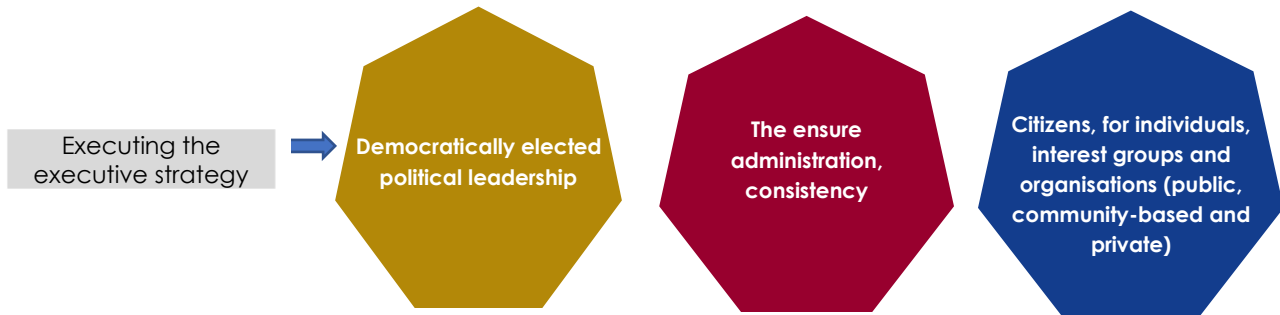 Executing the
executive strategy
Democratically elected
political leadership
The ensure
administration,
consistency
Citizens, for individuals,
interest groups and
organisations (public,
community-based and
private)